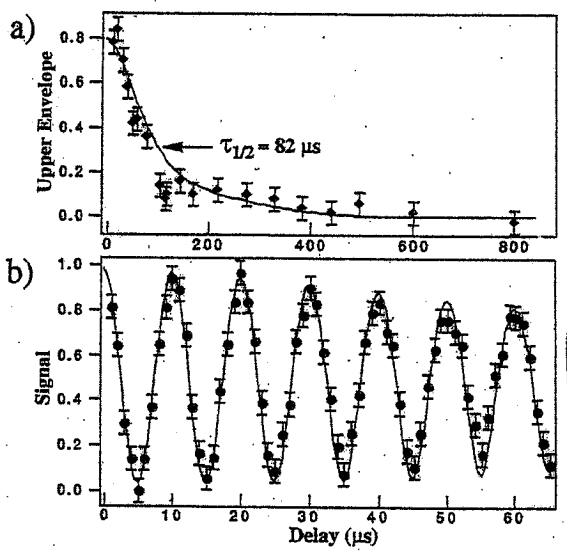 a)
0.8
0.6
0.4
0.2
0.0
Upper Envelope
τ1/2 = 82 μs
0 200 400 600 800
b)
1.0
0.8
0.6
0.4
0.2
0.0
Signal
0 10 20 30 40 50 60
Delay (μs)